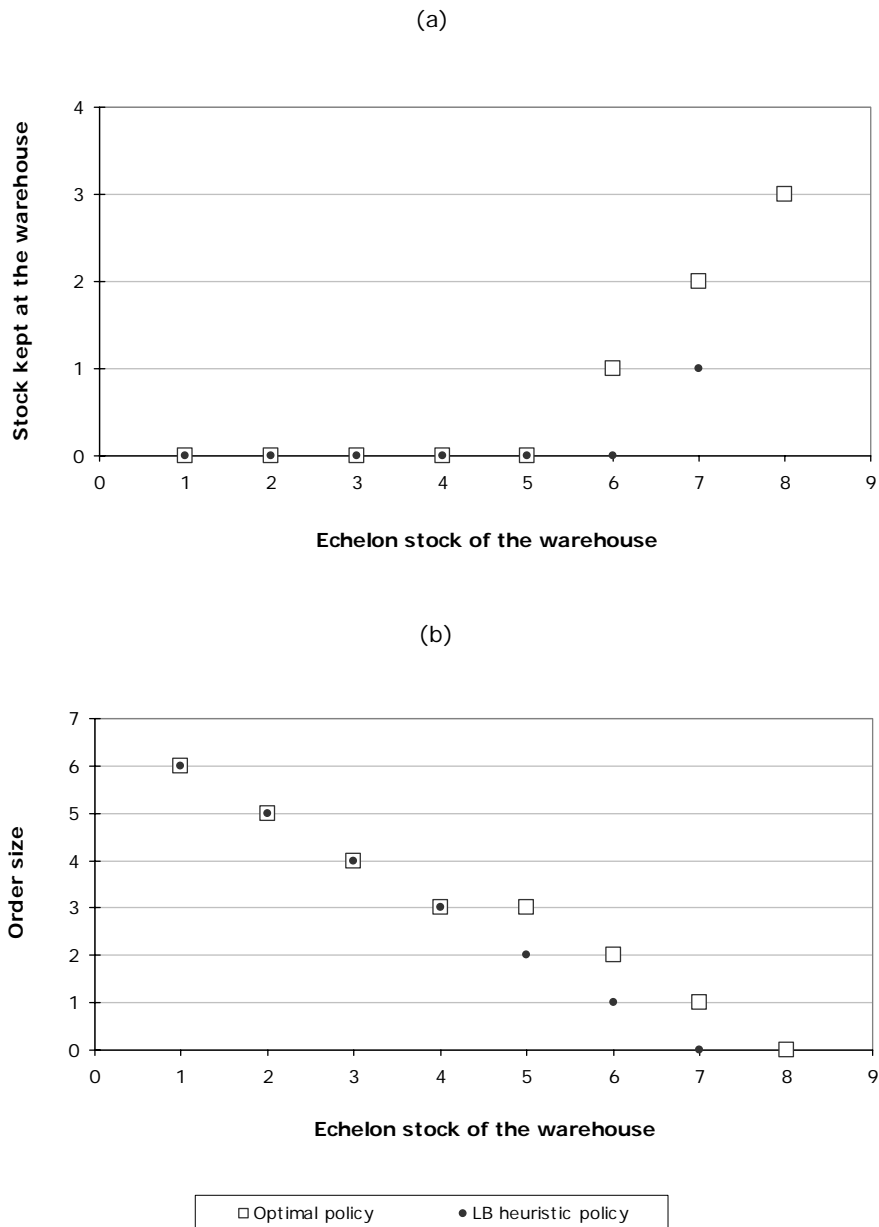 (a)
Stock kept at the warehouse
4
3
2
1
0
0 1 2 3 4 5 6 7 8 9
Echelon stock of the warehouse
(b)
Order size
7
6
5
4
3
2
1
0
0 1 2 3 4 5 6 7 8 9
Echelon stock of the warehouse
Optimal policy LB heuristic policy